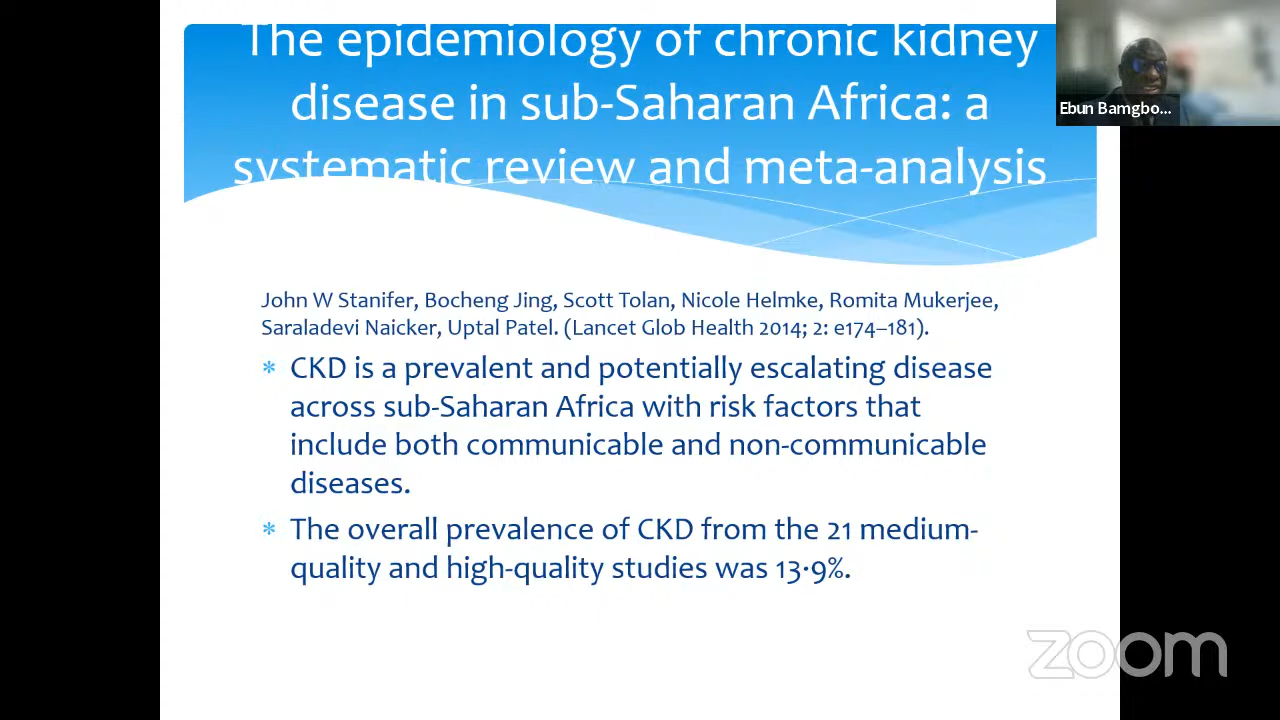 The epidemiology of chronic kidney
disease in sub-Saharan Africa: a
systematic review and meta-analysis
Ebun Bamgbo...
John W Stanifer, Bocheng Jing, Scott Tolan, Nicole Helmke, Romita Mukerjee,
Saraladevi Naicker, Uptal Patel. (Lancet Glob Health 2014; 2: e174–181).
* CKD is a prevalent and potentially escalating disease
across sub-Saharan Africa with risk factors that
include both communicable and non-communicable
diseases.
* The overall prevalence of CKD from the 21 medium-
quality and high-quality studies was 13·9%.
zoom